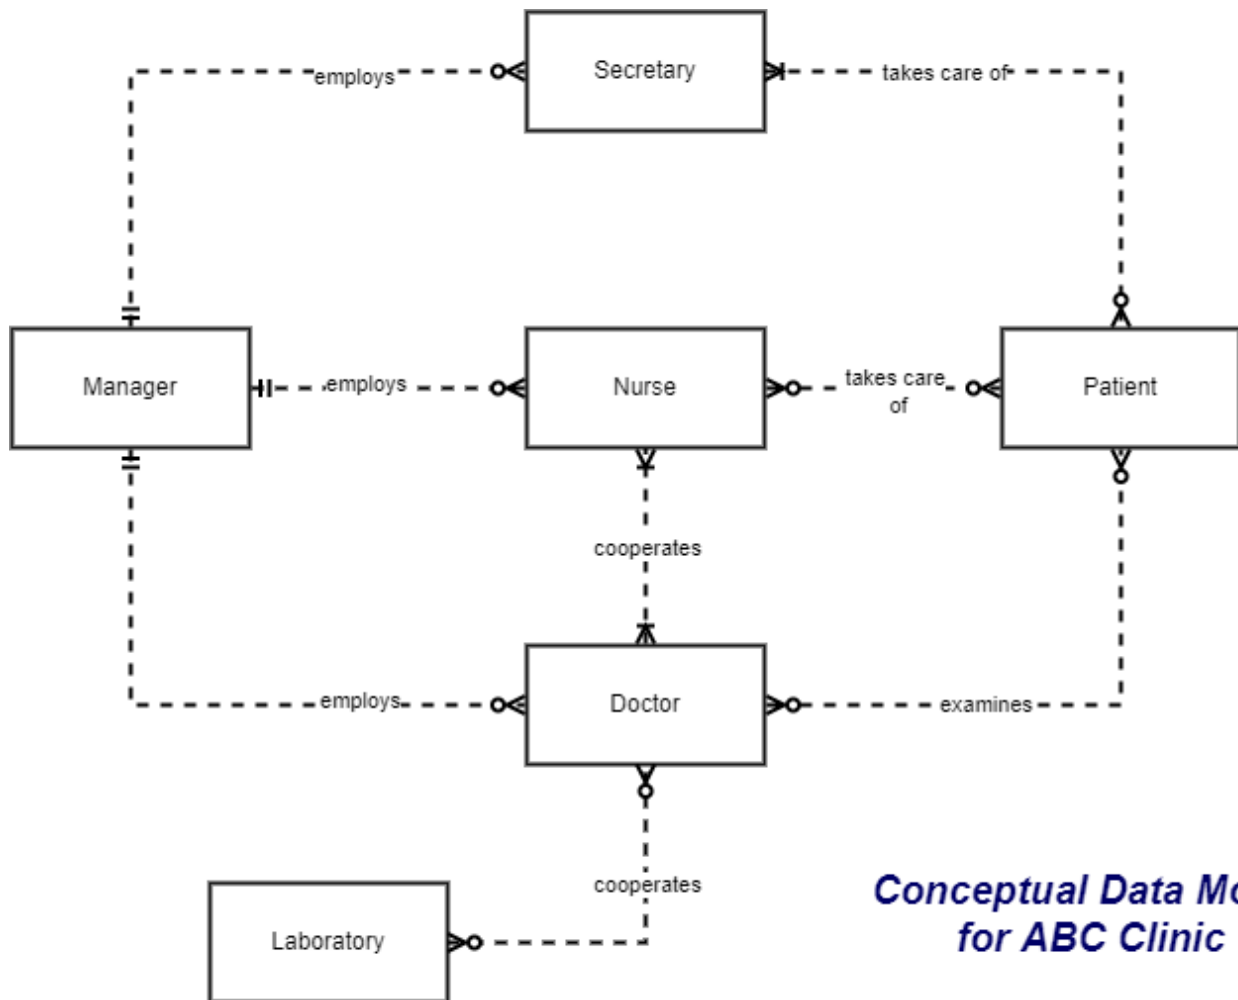 Secretary
employs
takes care of
Manager
employs
Nurse
takes care
of
Patient
cooperates
employs
Doctor
examines
cooperates
Laboratory
Conceptual Data
for ABC Clinic